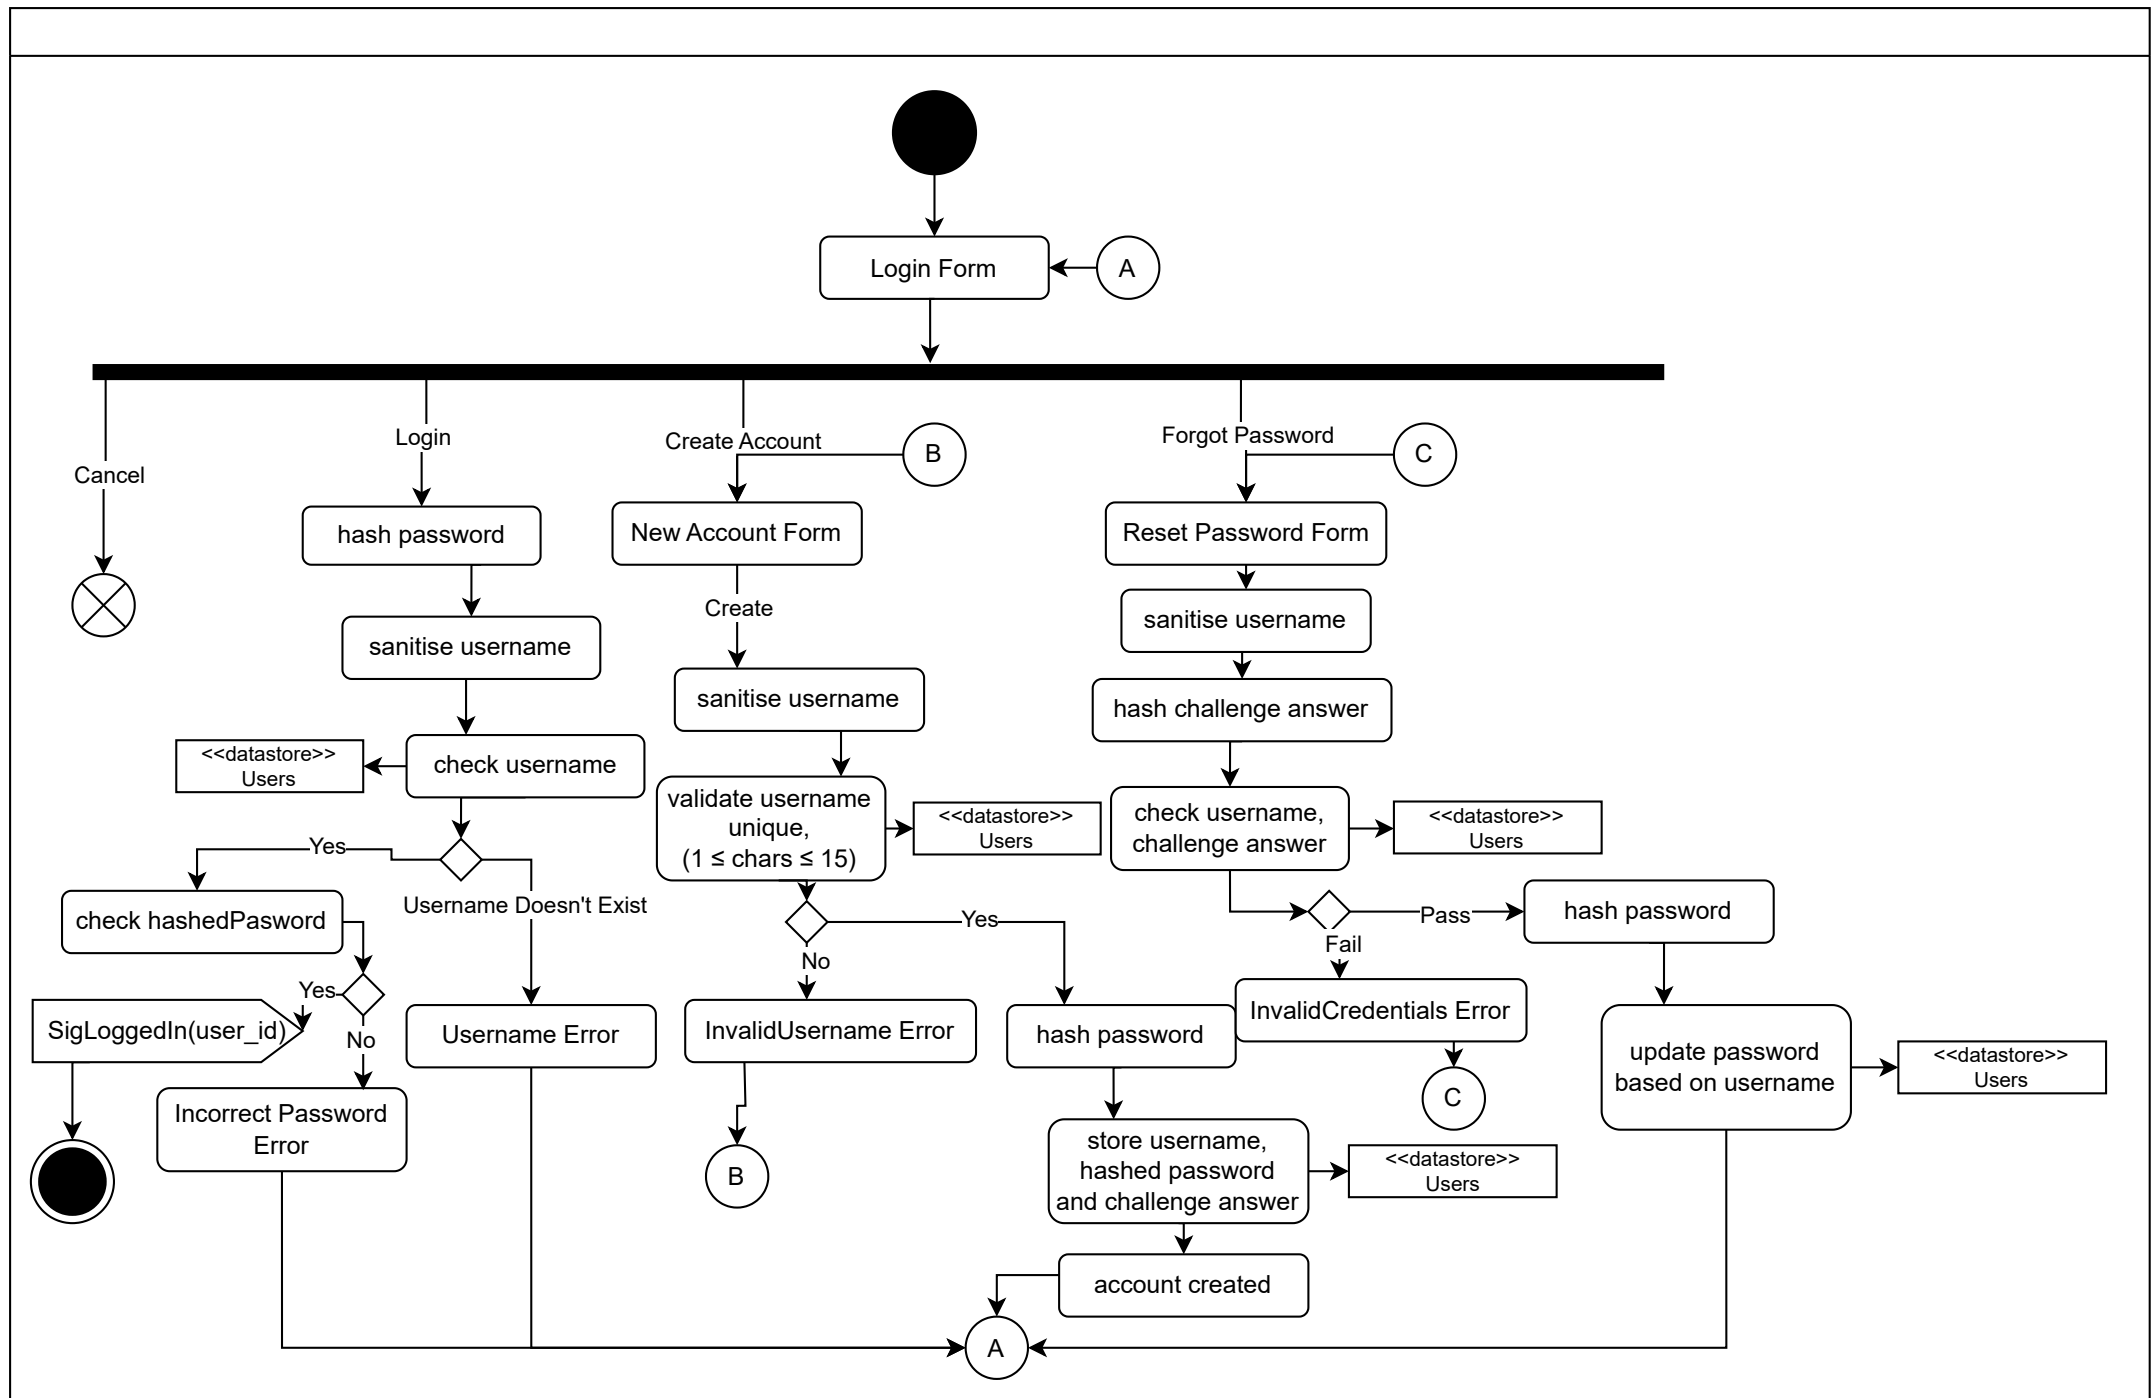 Login Form
A
Login
Create Account
B
Forgot Password
C
Cancel
hash password
New Account Form
Reset Password Form
Create
sanitise username
sanitise username
sanitise username
hash challenge answer
<<datastore>>
Users
check username
validate username
unique,
(1 ≤ chars ≤ 15)
<<datastore>>
Users
check username,
challenge answer
<<datastore>>
Users
Yes
Username Doesn't Exist
check hashedPasword
Yes
No
Pass
Fail
hash password
Yes
SigLoggedIn(user_id)
No
Username Error
InvalidUsername Error
hash password
InvalidCredentials Error
update password
based on username
<<datastore>>
Users
Incorrect Password
Error
B
C
store username,
hashed password
and challenge answer
<<datastore>>
Users
account created
A